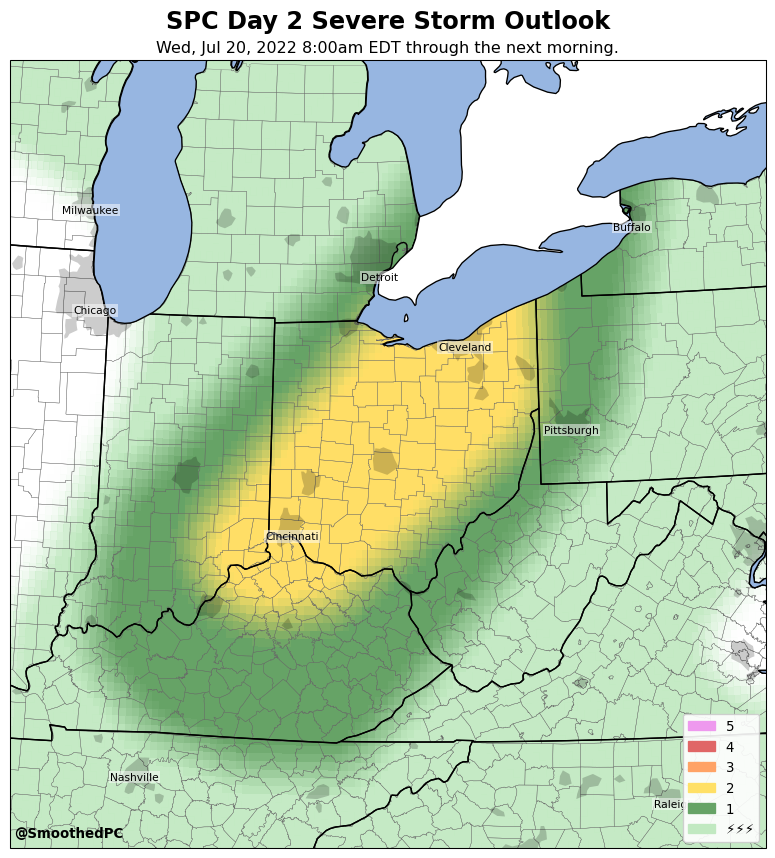 SPC Day 2 Severe Storm Outlook
Wed, Jul 20, 2022 8:00am EDT through the next morning.
Milwaukee
Buffalo
Detroit
Chicago
Cleveland
Pittsburgh
Cincinnati
Nashville
Raleig
5
4
3
2
1
⚡⚡⚡
@SmoothedPC